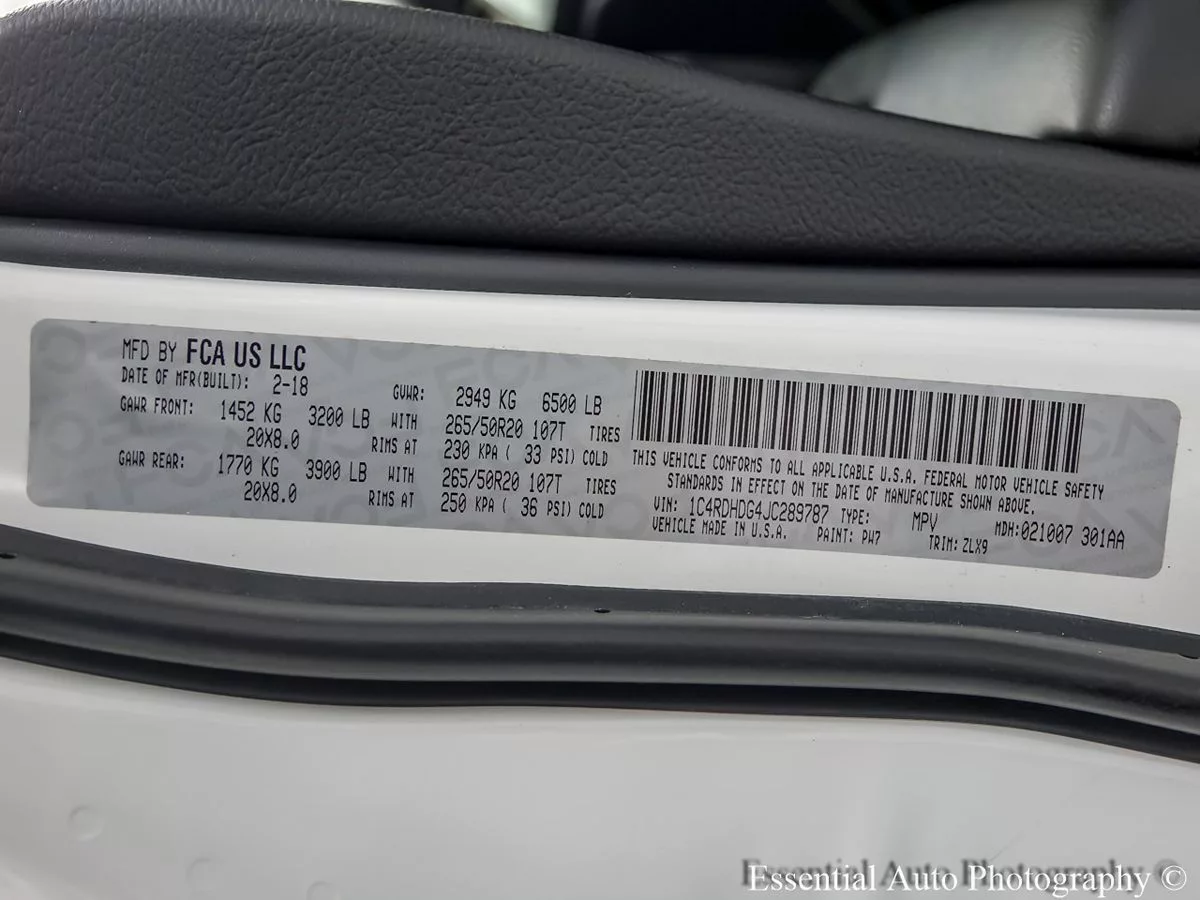 MFD BY FCA US LLC
DATE OF MFR(BUILT): 2-18 GVWR: 2949 KG 6500 LB
GAWR FRONT: 1452 KG 3200 LB WITH 265/50R20 107T TIRES
20X8.0 RIMS AT 230 KPA ( 33 PSI) COLD
GAWR REAR: 1770 KG 3900 LB WITH 265/50R20 107T TIRES
20X8.0 RIMS AT 250 KPA ( 36 PSI) COLD
THIS VEHICLE CONFORMS TO ALL APPLICABLE U.S.A. FEDERAL MOTOR VEHICLE SAFETY
STANDARDS IN EFFECT ON THE DATE OF MANUFACTURE SHOWN ABOVE.
VIN: 1C4RDHDG4JC289787 TYPE: MPV MDH:021007 301AA
VEHICLE MADE IN U.S.A. PAINT: PW7 TRIM: ZLX9
Essential Auto Photography ©